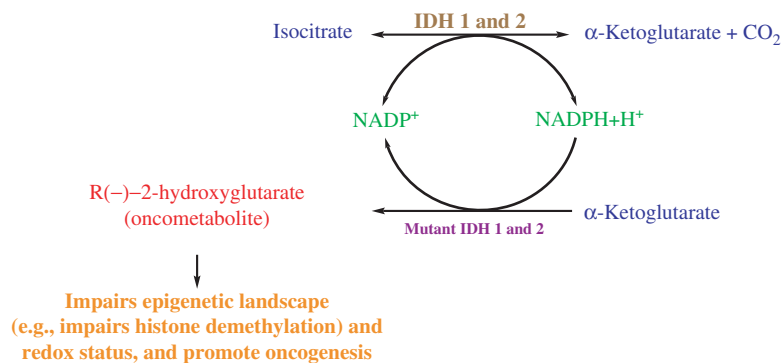 IDH 1 and 2
Isocitrate
α-Ketoglutarate + CO₂
NADP⁺
NADPH+H⁺
R(−)−2-hydroxyglutarate
(oncometabolite)
α-Ketoglutarate
Mutant IDH 1 and 2
Impairs epigenetic landscape
(e.g., impairs histone demethylation) and
redox status, and promote oncogenesis